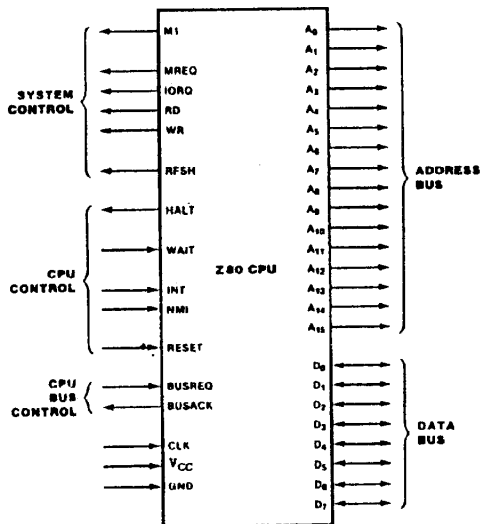 SYSTEM
CONTROL
M1
MREQ
IORQ
RD
WR
RFSH
CPU
CONTROL
HALT
WAIT
INT
NMI
RESET
CPU
BUS
CONTROL
BUSREQ
BUSACK
CLK
VCC
GND
Z80 CPU
A0
A1
A2
A3
A4
A5
A6
A7
A8
A9
A10
A11
A12
A13
A14
A15
ADDRESS
BUS
D0
D1
D2
D3
D4
D5
D6
D7
DATA
BUS